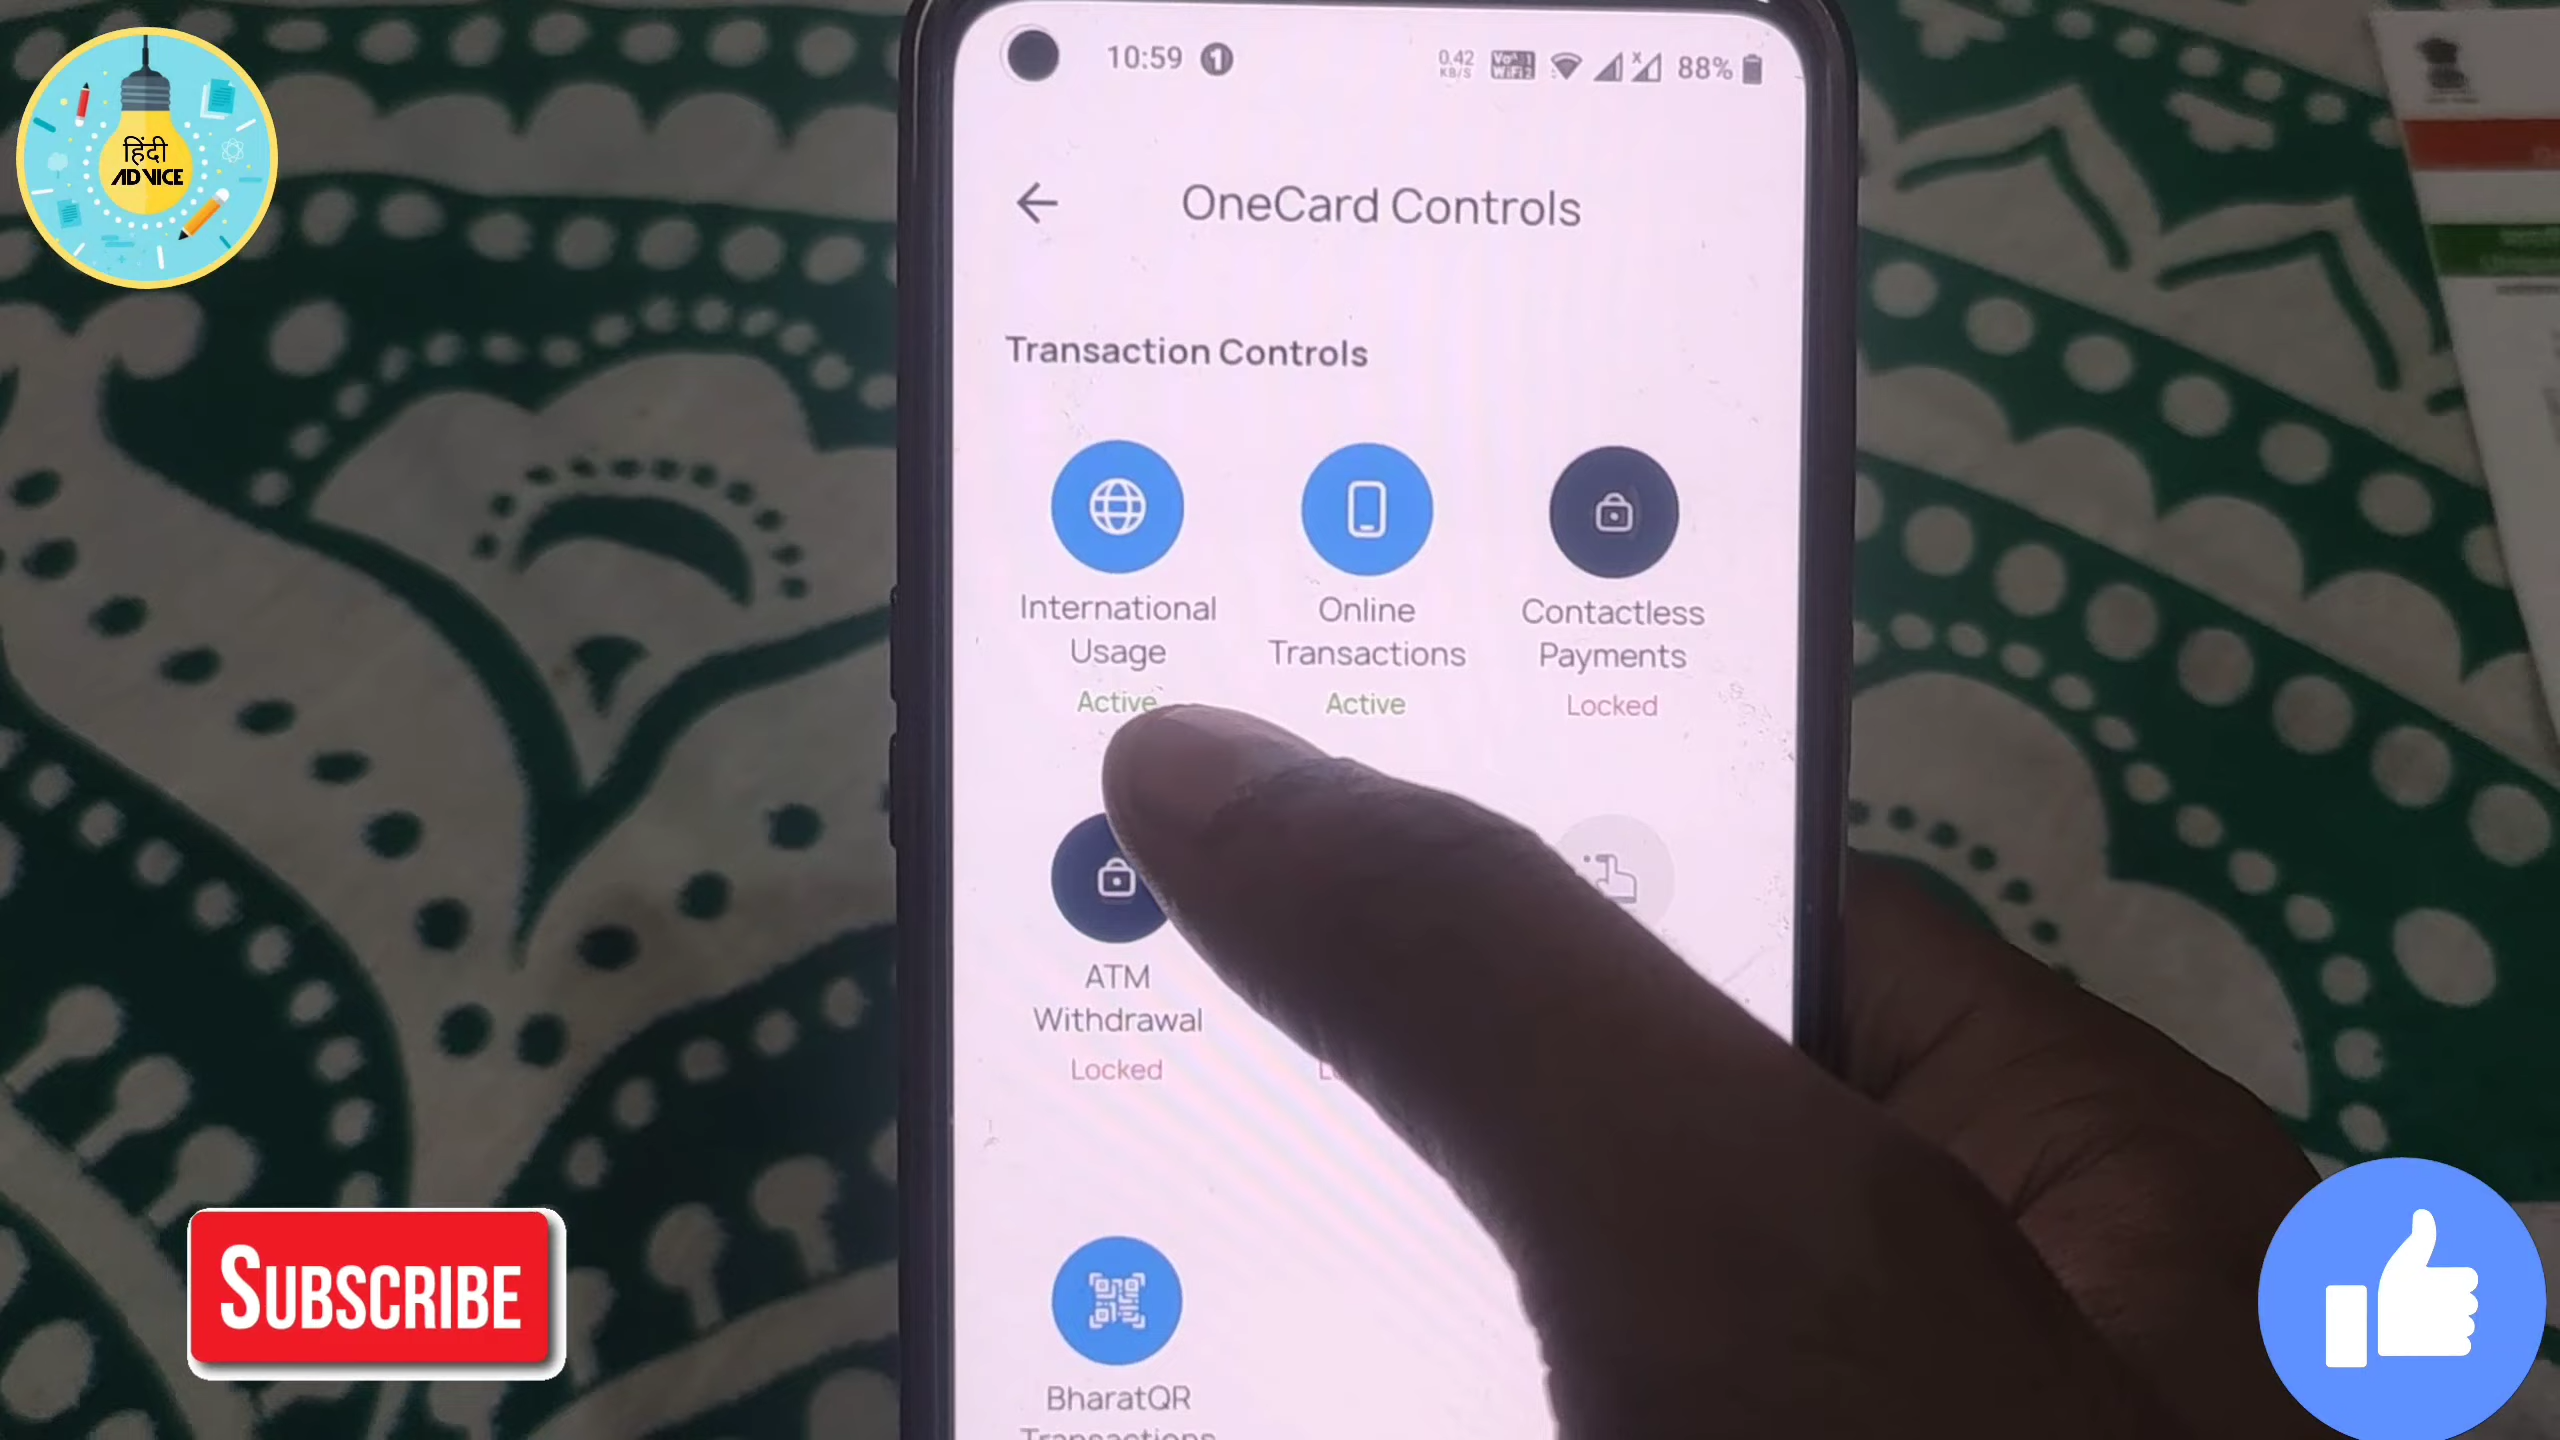 हिंदी
ADVICE
10:59
0.42
KB/S
88%
OneCard Controls
Transaction Controls
International
Usage
Active
Online
Transactions
Active
Contactless
Payments
Locked
ATM
Withdrawal
Locked
BharatQR
Transactions
SUBSCRIBE